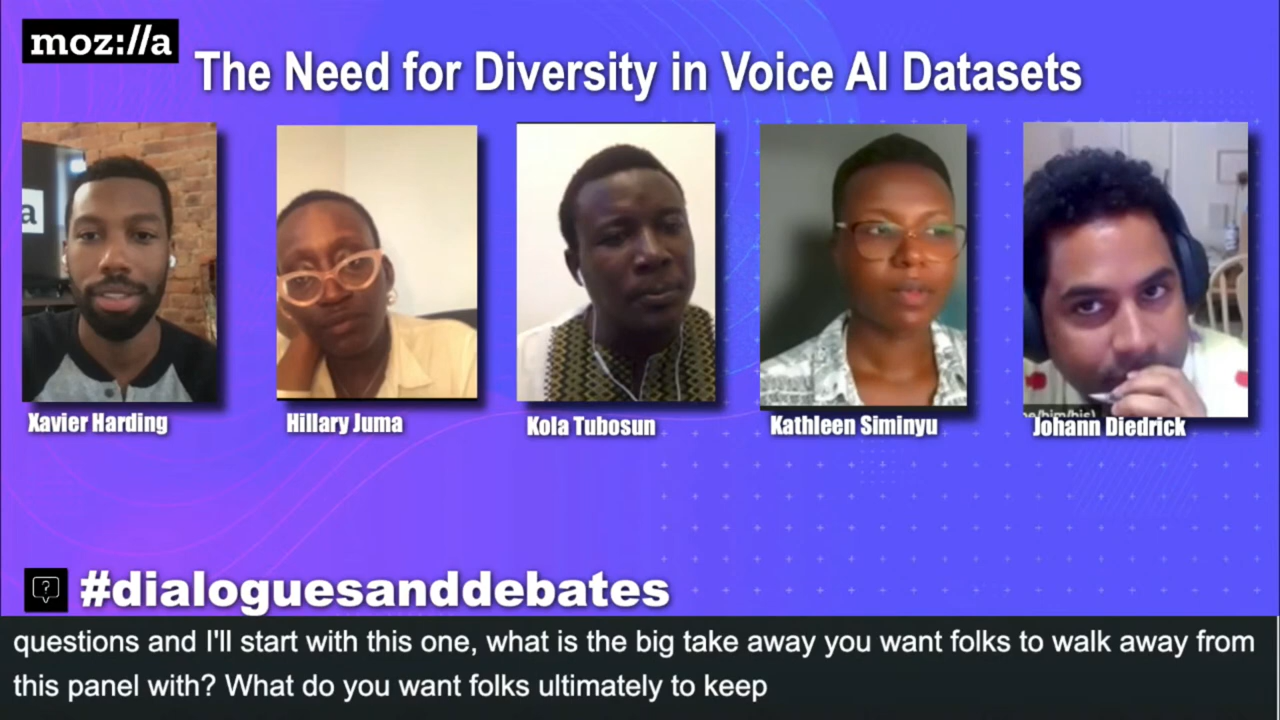 moz://a
The Need for Diversity in Voice AI Datasets
a
Xavier Harding
Hillary Juma
Kola Tubosun
Kathleen Siminyu
e/him/his)
Johann Diedrick
?
#dialoguesanddebates
questions and I'll start with this one, what is the big take away you want folks to walk away from
this panel with? What do you want folks ultimately to keep